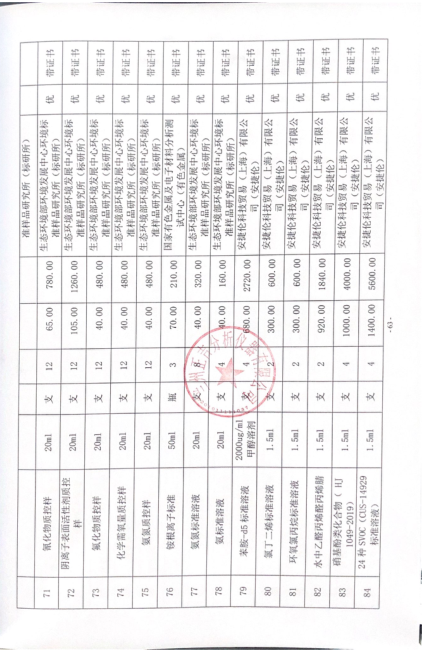 准样品研究所（标研所）
71 氰化物质控样 20ml 支 12 65.00 780.00 生态环境部环境发展中心环境标准样品研究所（标研所） 优 带证书
72 阴离子表面活性剂质控样 20ml 支 12 105.00 1260.00 生态环境部环境发展中心环境标准样品研究所（标研所） 优 带证书
73 氟化物质控样 20ml 支 12 40.00 480.00 生态环境部环境发展中心环境标准样品研究所（标研所） 优 带证书
74 化学需氧量质控样 20ml 支 12 40.00 480.00 生态环境部环境发展中心环境标准样品研究所（标研所） 优 带证书
75 氨氮质控样 20ml 支 12 40.00 480.00 生态环境部环境发展中心环境标准样品研究所（标研所） 优 带证书
76 铵根离子标准 50ml 瓶 3 70.00 210.00 国家有色金属及电子材料分析测试中心（有色金属） 优 带证书
77 氨氮标准溶液 20ml 支 8 40.00 320.00 生态环境部环境发展中心环境标准样品研究所（标研所） 优 带证书
78 氨标准溶液 20ml 支 4 40.00 160.00 生态环境部环境发展中心环境标准样品研究所（标研所） 优 带证书
79 苯胺-d5标准溶液 2000ug/ml 甲醇溶剂 支 4 680.00 2720.00 安捷伦科技贸易（上海）有限公司（安捷伦） 优 带证书
80 氯丁二烯标准溶液 1.5ml 支 2 300.00 600.00 安捷伦科技贸易（上海）有限公司（安捷伦） 优 带证书
81 环氧氯丙烷标准溶液 1.5ml 支 2 300.00 600.00 安捷伦科技贸易（上海）有限公司（安捷伦） 优 带证书
82 水中乙醛丙烯醛丙烯腈 1.5ml 支 2 920.00 1840.00 安捷伦科技贸易（上海）有限公司（安捷伦） 优 带证书
83 硝基酚类化合物（ HJ 1049-2019） 1.5ml 支 4 1000.00 4000.00 安捷伦科技贸易（上海）有限公司（安捷伦） 优 带证书
84 24 种 SVOC（CUS-14929 标准溶液） 1.5ml 支 4 1400.00 5600.00 安捷伦科技贸易（上海）有限公司（安捷伦） 优 带证书
-63-